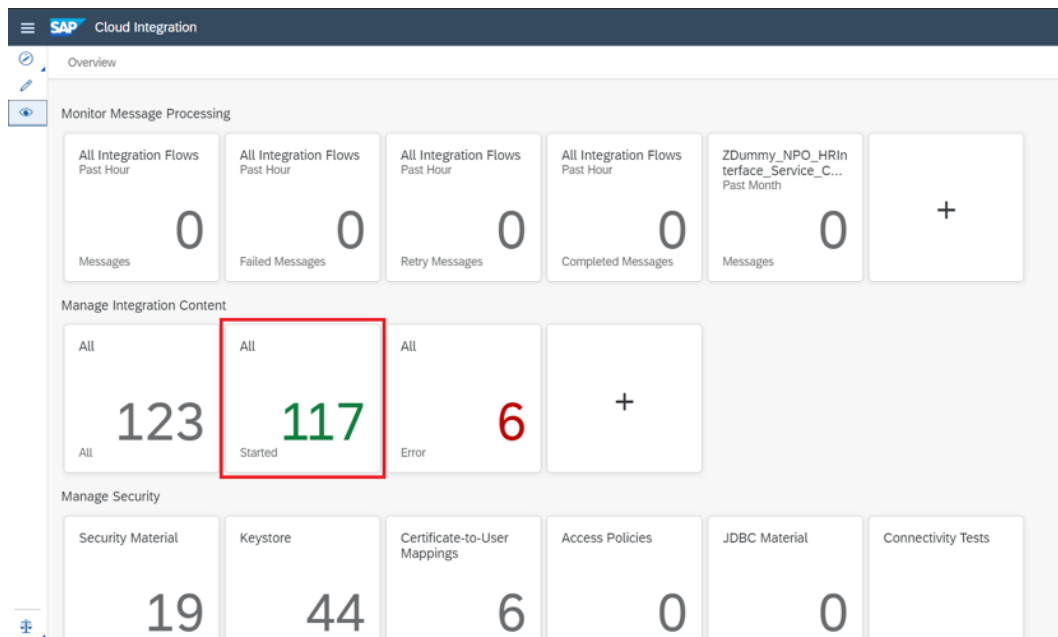 SAP Cloud Integration
Overview
Monitor Message Processing
All Integration Flows
Past Hour
0
Messages
All Integration Flows
Past Hour
0
Failed Messages
All Integration Flows
Past Hour
0
Retry Messages
All Integration Flows
Past Hour
0
Completed Messages
ZDummy_NPO_HRIn
terface_Service_C...
Past Month
0
Messages
+
Manage Integration Content
All
123
All
All
117
Started
All
6
Error
+
Manage Security
Security Material
19
Keystore
44
Certificate-to-User
Mappings
6
Access Policies
0
JDBC Material
0
Connectivity Tests